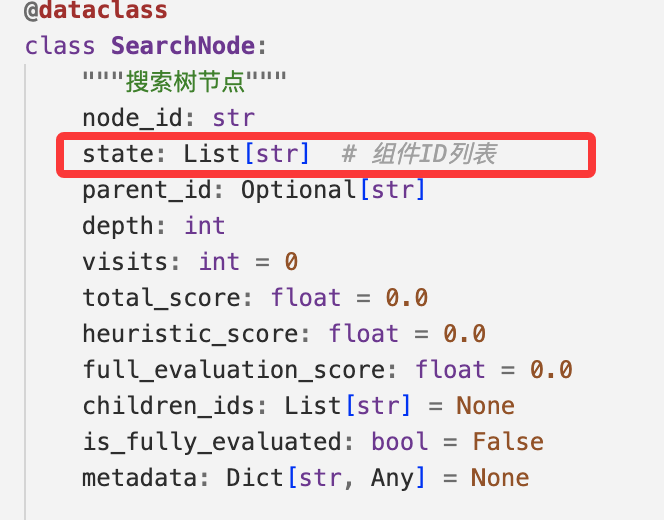 @dataclass
class SearchNode:
"""搜索树节点"""
node_id: str
state: List[str]  # 组件ID列表
parent_id: Optional[str]
depth: int
visits: int = 0
total_score: float = 0.0
heuristic_score: float = 0.0
full_evaluation_score: float = 0.0
children_ids: List[str] = None
is_fully_evaluated: bool = False
metadata: Dict[str, Any] = None